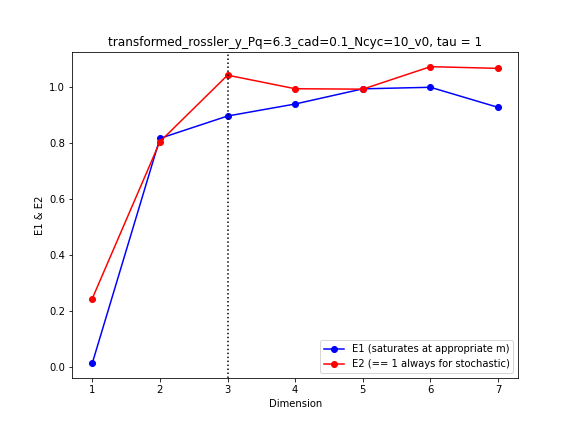 transformed_rossler_y_Pq=6.3_cad=0.1_Ncyc=10_v0, tau = 1
1.0
0.8
0.6
0.4
0.2
0.0
E1 & E2
E1 (saturates at appropriate m)
E2 (== 1 always for stochastic)
1 2 3 4 5 6 7
Dimension